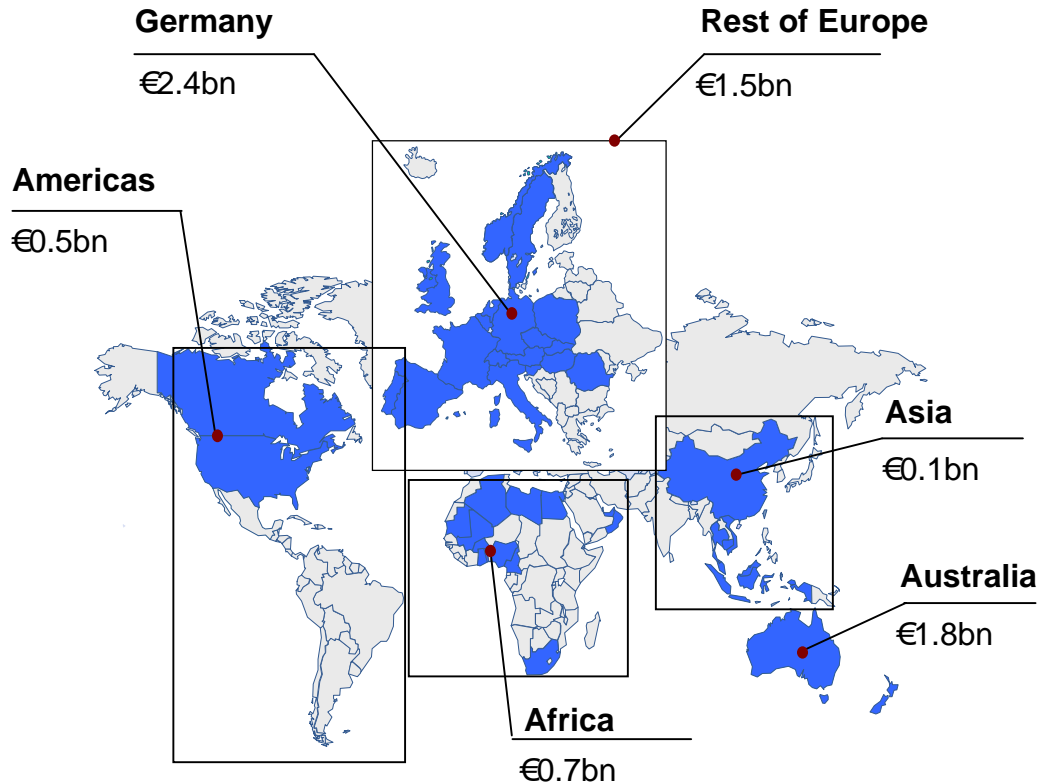 Germany
€2.4bn
Rest of Europe
€1.5bn
Americas
€0.5bn
Asia
€0.1bn
Australia
€1.8bn
Africa
€0.7bn